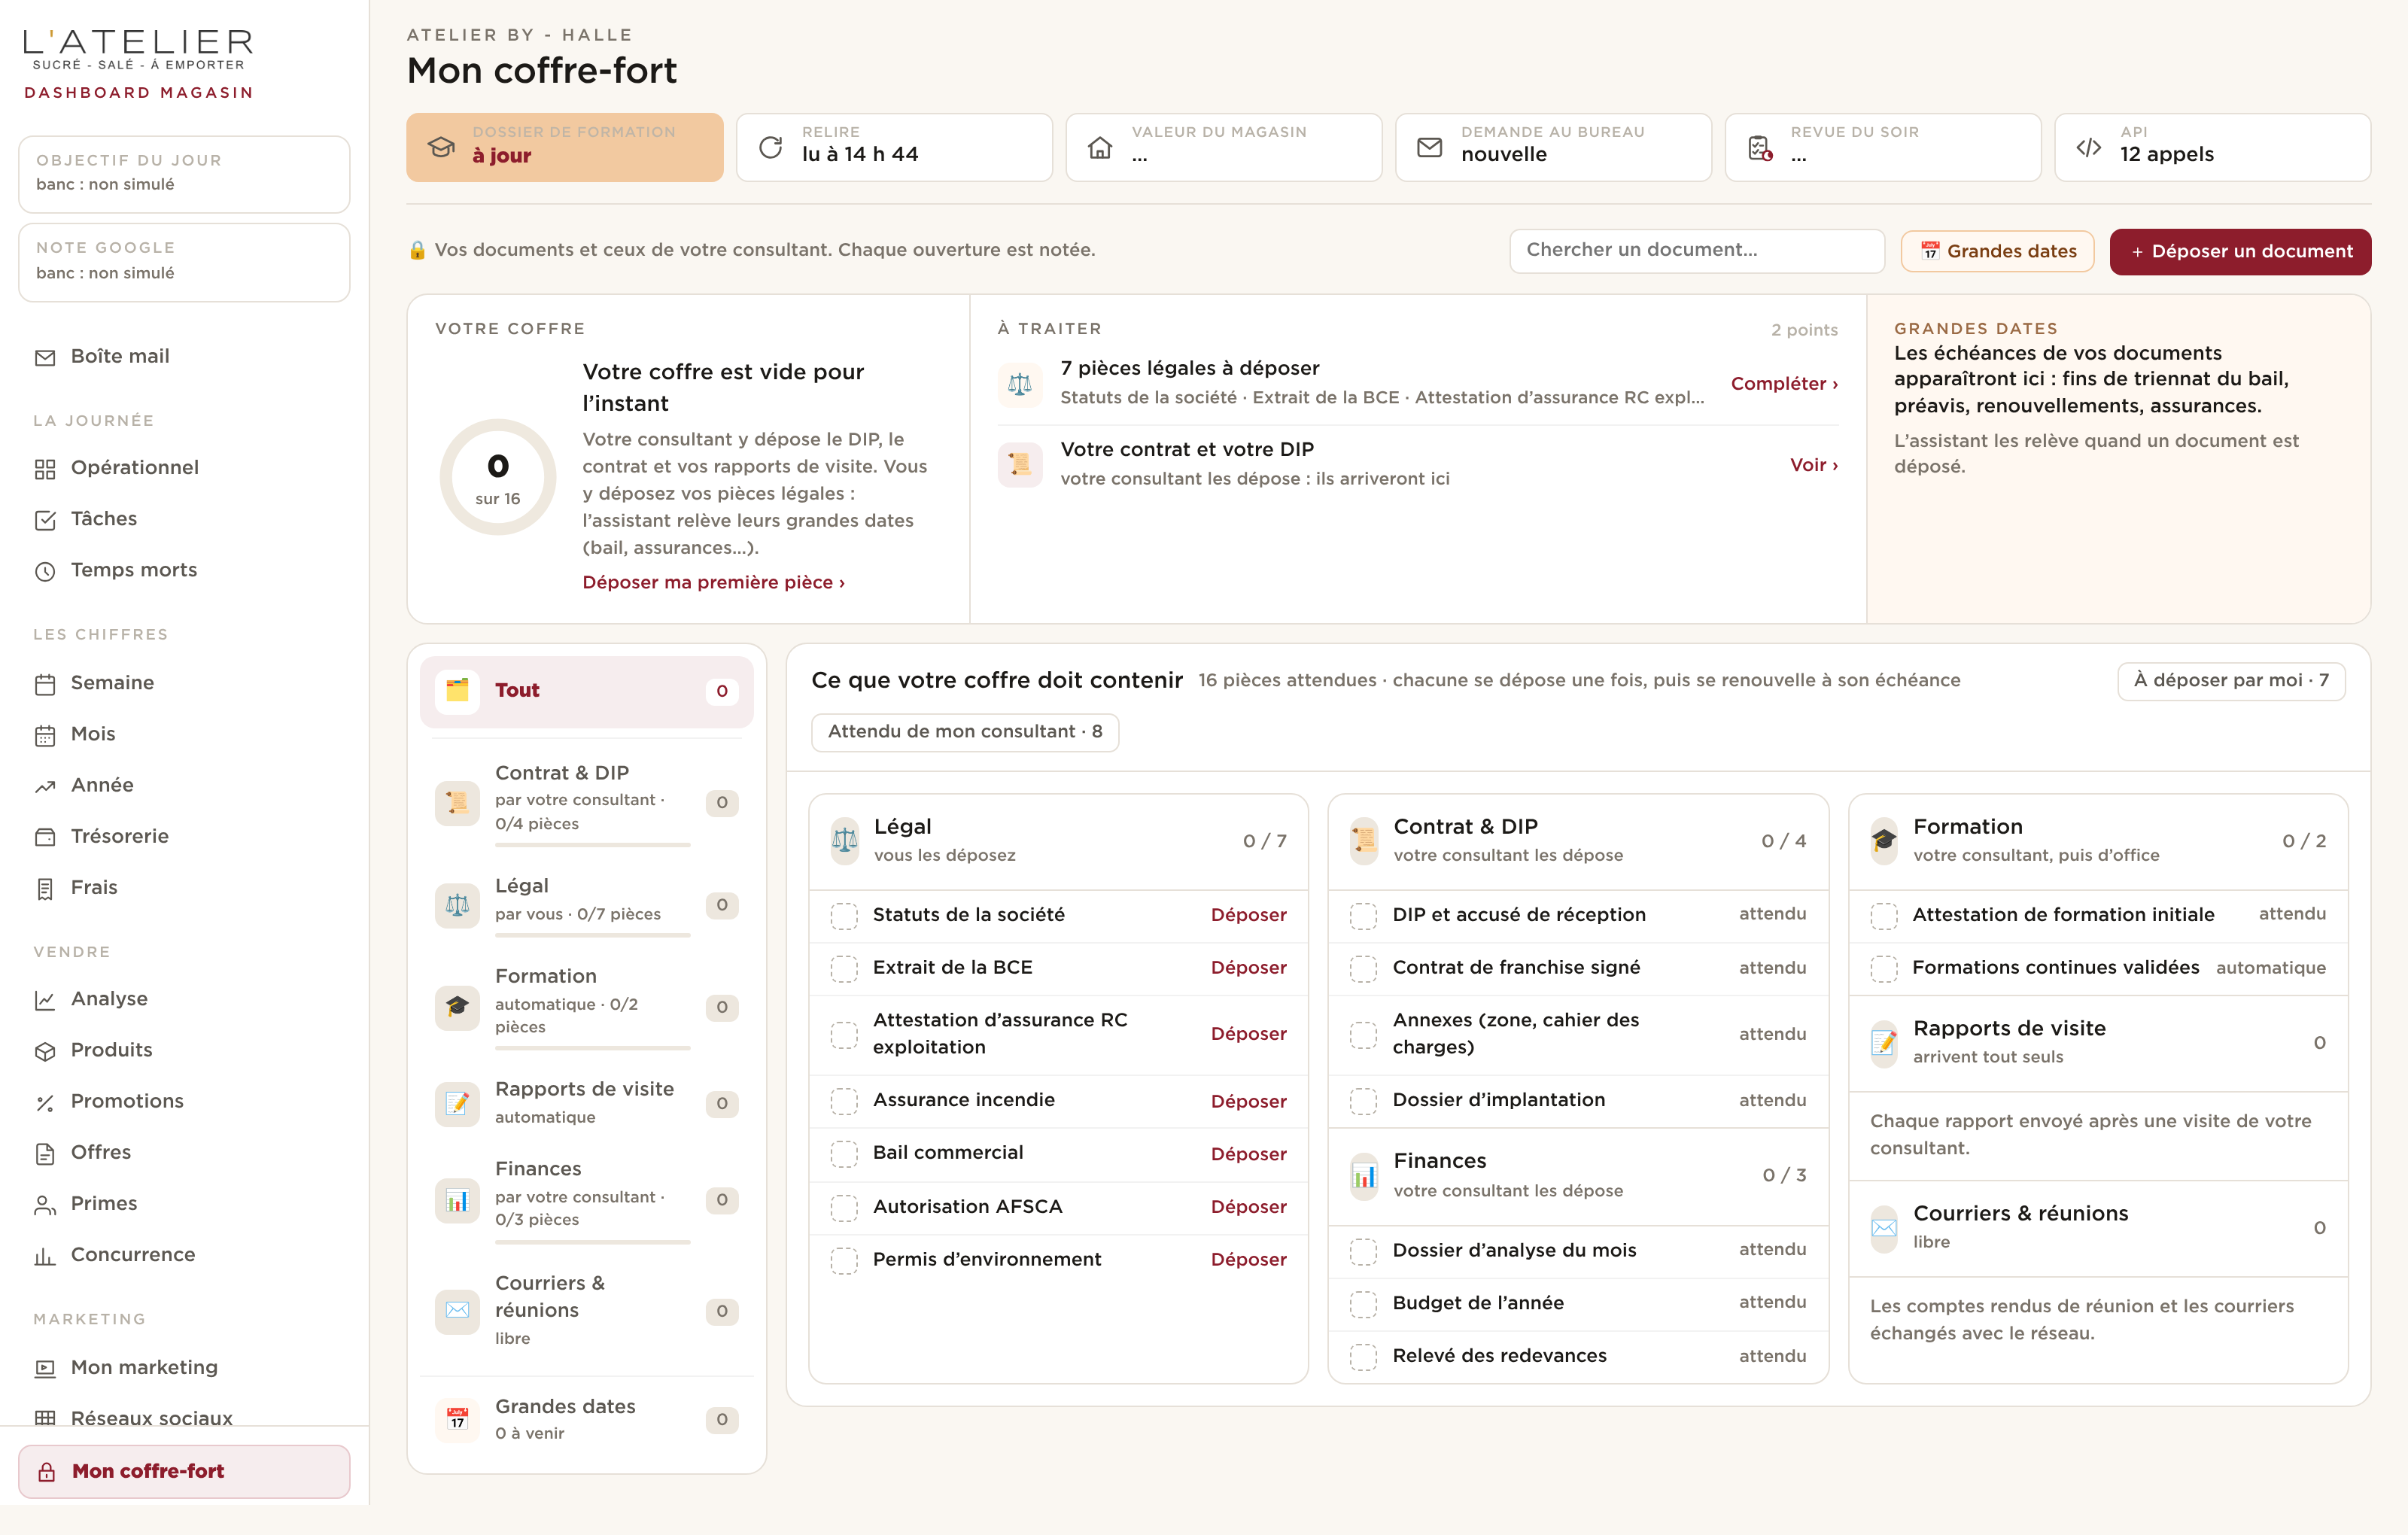 L'ATELIER
SUCRÉ - SALÉ - Á EMPORTER
DASHBOARD MAGASIN
OBJECTIF DU JOUR
banc : non simulé
NOTE GOOGLE
banc : non simulé
Boîte mail
LA JOURNÉE
Opérationnel
Tâches
Temps morts
LES CHIFFRES
Semaine
Mois
Année
Trésorerie
Frais
VENDRE
Analyse
Produits
Promotions
Offres
Primes
Concurrence
MARKETING
Mon marketing
Réseaux sociaux
Mon coffre-fort
ATELIER BY - HALLE
Mon coffre-fort
DOSSIER DE FORMATION
à jour
RELIRE
lu à 14 h 44
VALEUR DU MAGASIN
...
DEMANDE AU BUREAU
nouvelle
REVUE DU SOIR
...
API
12 appels
Vos documents et ceux de votre consultant. Chaque ouverture est notée.
Chercher un document...
Grandes dates
+ Déposer un document
VOTRE COFFRE
0
sur 16
Votre coffre est vide pour
l’instant
Votre consultant y dépose le DIP, le
contrat et vos rapports de visite. Vous
y déposez vos pièces légales :
l’assistant relève leurs grandes dates
(bail, assurances...).
Déposer ma première pièce ›
À TRAITER
2 points
7 pièces légales à déposer
Statuts de la société · Extrait de la BCE · Attestation d’assurance RC expl...
Compléter ›
Votre contrat et votre DIP
votre consultant les dépose : ils arriveront ici
Voir ›
GRANDES DATES
Les échéances de vos documents
apparaîtront ici : fins de triennat du bail,
préavis, renouvellements, assurances.
L’assistant les relève quand un document est
déposé.
Tout
0
Contrat & DIP
par votre consultant ·
0/4 pièces
0
Légal
par vous · 0/7 pièces
0
Formation
automatique · 0/2
pièces
0
Rapports de visite
automatique
0
Finances
par votre consultant ·
0/3 pièces
0
Courriers &
réunions
libre
0
Grandes dates
0 à venir
0
Ce que votre coffre doit contenir
16 pièces attendues · chacune se dépose une fois, puis se renouvelle à son échéance
À déposer par moi · 7
Attendu de mon consultant · 8
Légal
vous les déposez
0 / 7
Statuts de la société
Déposer
Extrait de la BCE
Déposer
Attestation d’assurance RC
exploitation
Déposer
Assurance incendie
Déposer
Bail commercial
Déposer
Autorisation AFSCA
Déposer
Permis d’environnement
Déposer
Contrat & DIP
votre consultant les dépose
0 / 4
DIP et accusé de réception
attendu
Contrat de franchise signé
attendu
Annexes (zone, cahier des
charges)
attendu
Dossier d’implantation
attendu
Finances
votre consultant les dépose
0 / 3
Dossier d’analyse du mois
attendu
Budget de l’année
attendu
Relevé des redevances
attendu
Formation
votre consultant, puis d’office
0 / 2
Attestation de formation initiale
attendu
Formations continues validées
automatique
Rapports de visite
arrivent tout seuls
0
Chaque rapport envoyé après une visite de votre
consultant.
Courriers & réunions
libre
0
Les comptes rendus de réunion et les courriers
échangés avec le réseau.